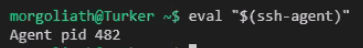 morgoliath@Turker:~$ eval "$(ssh-agent)"
Agent pid 482